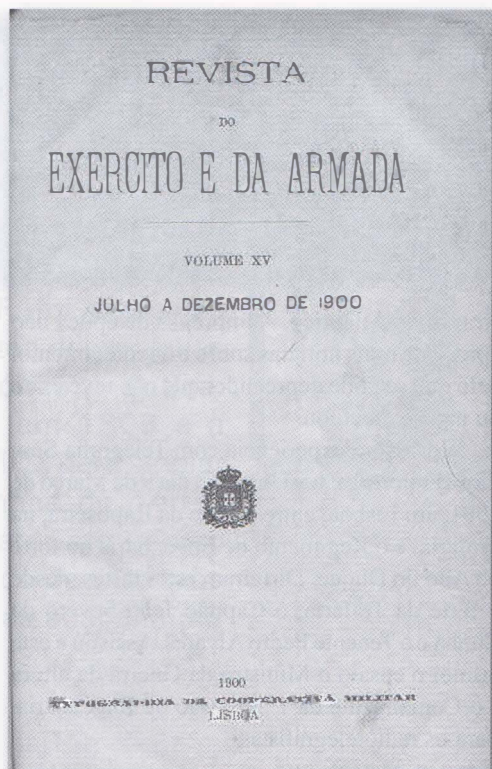 REVISTA
DO
EXERCITO E DA ARMADA
VOLUME XV
JULHO A DEZEMBRO DE 1900
1900
TYPOGRAPHIA DA COOPERATIVA MILITAR
LISBOA